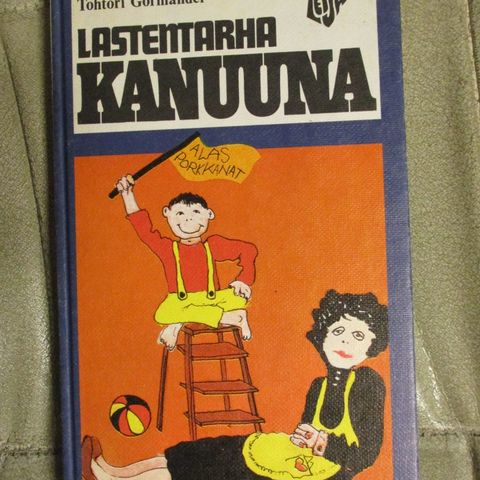 Tohtori Gormander
LASTENTARHA
KANUUNA
ALAS
PORKKANAT